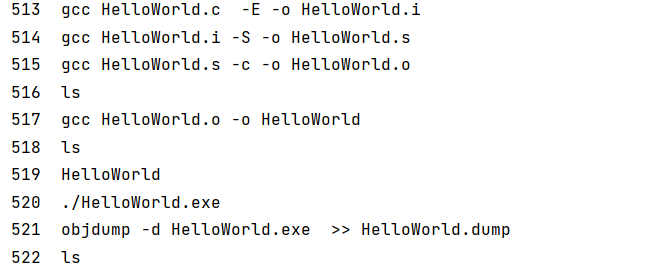 513  gcc HelloWorld.c  -E -o HelloWorld.i
514  gcc HelloWorld.i -S -o HelloWorld.s
515  gcc HelloWorld.s -c -o HelloWorld.o
516  ls
517  gcc HelloWorld.o -o HelloWorld
518  ls
519  HelloWorld
520  ./HelloWorld.exe
521  objdump -d HelloWorld.exe  >> HelloWorld.dump
522  ls